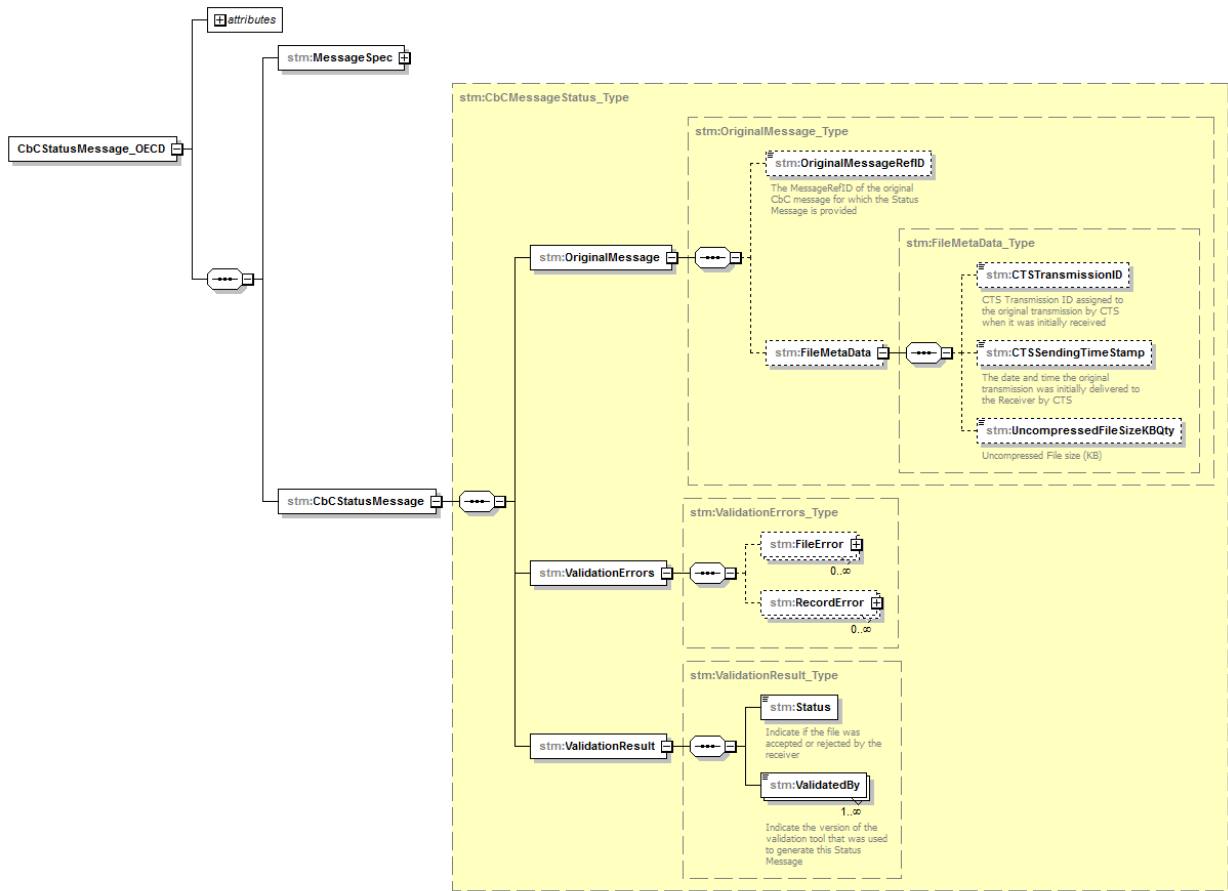 attributes
stm:MessageSpec
stm:CbCMessageStatus_Type
stm:OriginalMessage_Type
CbCStatusMessage_OECD
stm:OriginalMessageRefID
The MessageRefID of the original
CbC message for which the Status
Message is provided
stm:FileMetaData_Type
stm:OriginalMessage
stm:CTSTransmissionID
CTS Transmission ID assigned to
the original transmission by CTS
when it was initially received
stm:FileMetaData
stm:CTSSendingTimeStamp
The date and time the original
transmission was initially delivered to
the Receiver by CTS
stm:UncompressedFileSizeKBQty
Uncompressed File size (KB)
stm:CbCStatusMessage
stm:ValidationErrors_Type
stm:FileError
0..∞
stm:ValidationErrors
stm:RecordError
0..∞
stm:ValidationResult_Type
stm:Status
Indicate if the file was
accepted or rejected by the
receiver
stm:ValidationResult
stm:ValidatedBy
1..∞
Indicate the version of the
validation tool that was used
to generate this Status
Message